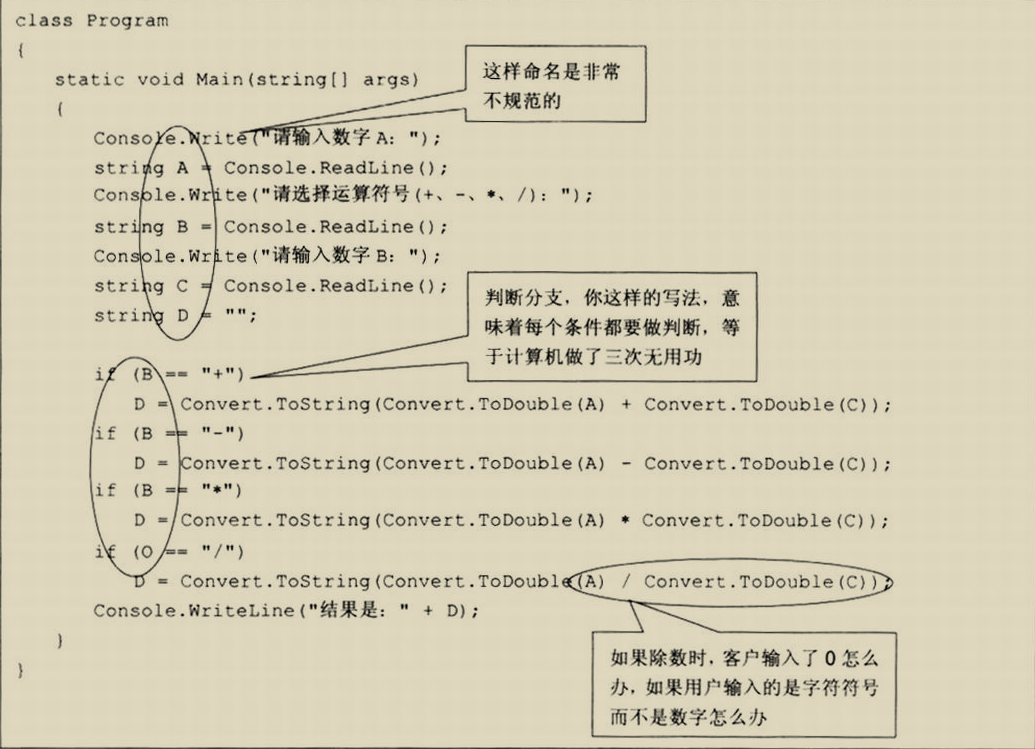 class Program
{
static void Main(string[] args)
{
这样命名是非常
不规范的
Console.Write("请输入数字 A: ");
string A = Console.ReadLine();
Console.Write("请选择运算符号(+、-、*、/): ");
string B = Console.ReadLine();
Console.Write("请输入数字 B: ");
string C = Console.ReadLine();
string D = "";
判断分支，你这样的写法，意
味着每个条件都要做判断，等
于计算机做了三次无用功
if (B == "+")
D = Convert.ToString(Convert.ToDouble(A) + Convert.ToDouble(C));
if (B == "-")
D = Convert.ToString(Convert.ToDouble(A) - Convert.ToDouble(C));
if (B == "*")
D = Convert.ToString(Convert.ToDouble(A) * Convert.ToDouble(C));
if (O == "/")
D = Convert.ToString(Convert.ToDouble(A) / Convert.ToDouble(C));
Console.WriteLine("结果是: " + D);
}
}
如果除数时，客户输入了 0 怎么
办，如果用户输入的是字符符号
而不是数字怎么办